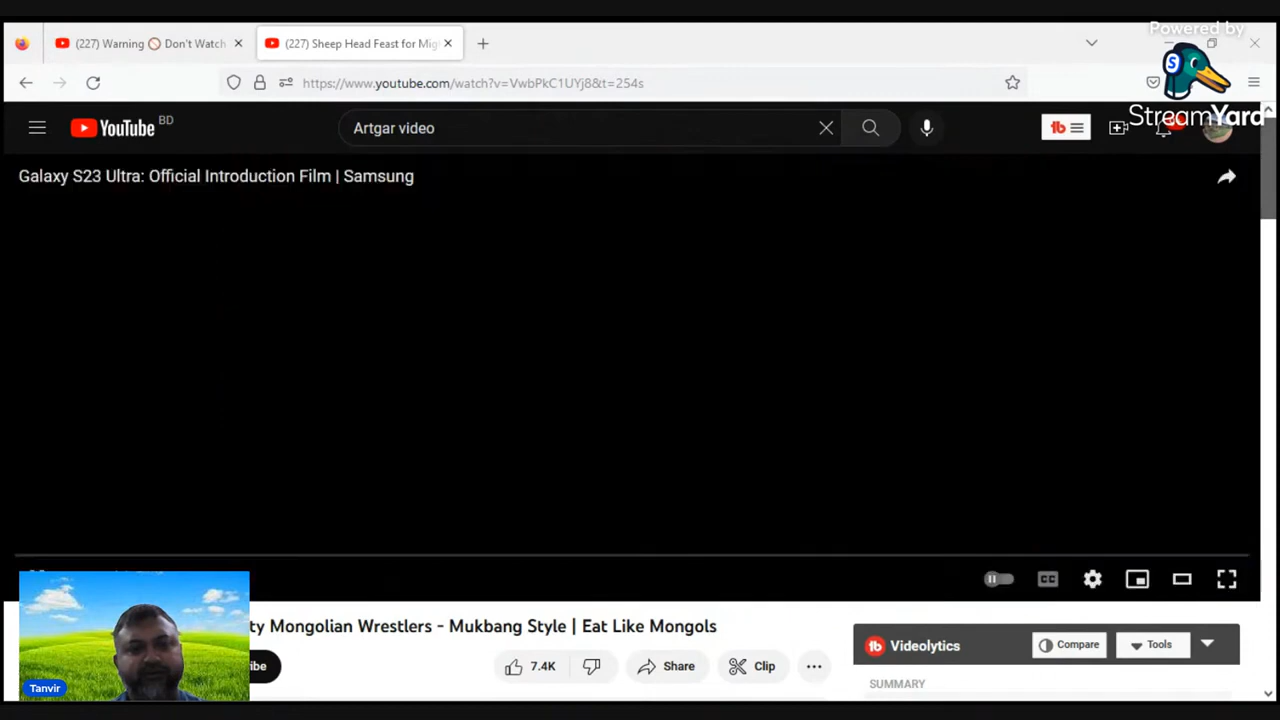 Powered by
StreamYard
(227) Warning 🚫 Don't Watch
(227) Sheep Head Feast for Mig
https://www.youtube.com/watch?v=VwbPkC1UYj8&t=254s
YouTube BD
Artgar video
Galaxy S23 Ultra: Official Introduction Film | Samsung
ty Mongolian Wrestlers - Mukbang Style | Eat Like Mongols
be
7.4K
Share
Clip
Videolytics
Compare
Tools
SUMMARY
Tanvir